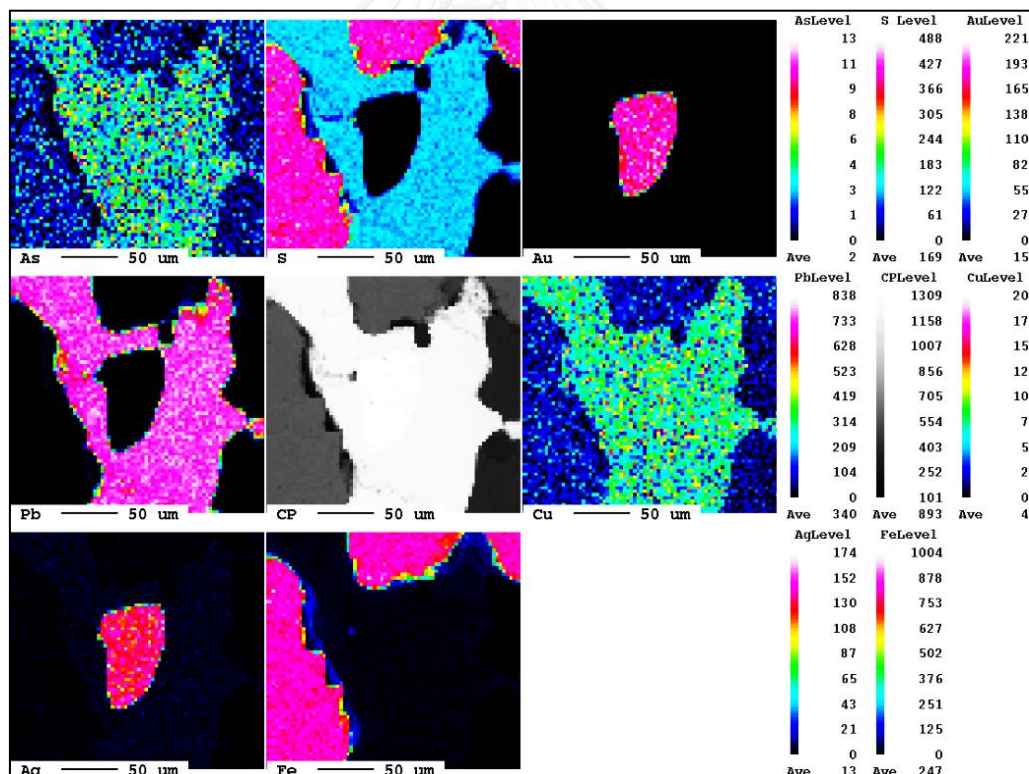 AsLevel S Level AuLevel
13 488 221
11 427 193
9 366 165
8 305 138
6 244 110
4 183 82
3 122 55
1 61 27
0 0 0
Ave 2 Ave 169 Ave 15
As 50 um S 50 um Au 50 um
PbLevel CPLevel CuLevel
838 1309 20
733 1158 17
628 1007 15
523 856 12
419 705 10
314 554 7
209 403 5
104 252 2
0 101 0
Ave 340 Ave 893 Ave 4
Pb 50 um CP 50 um Cu 50 um
AgLevel FeLevel
174 1004
152 878
130 753
108 627
87 502
65 376
43 251
21 125
0 0
Ave 13 Ave 247
Ag 50 um Fe 50 um